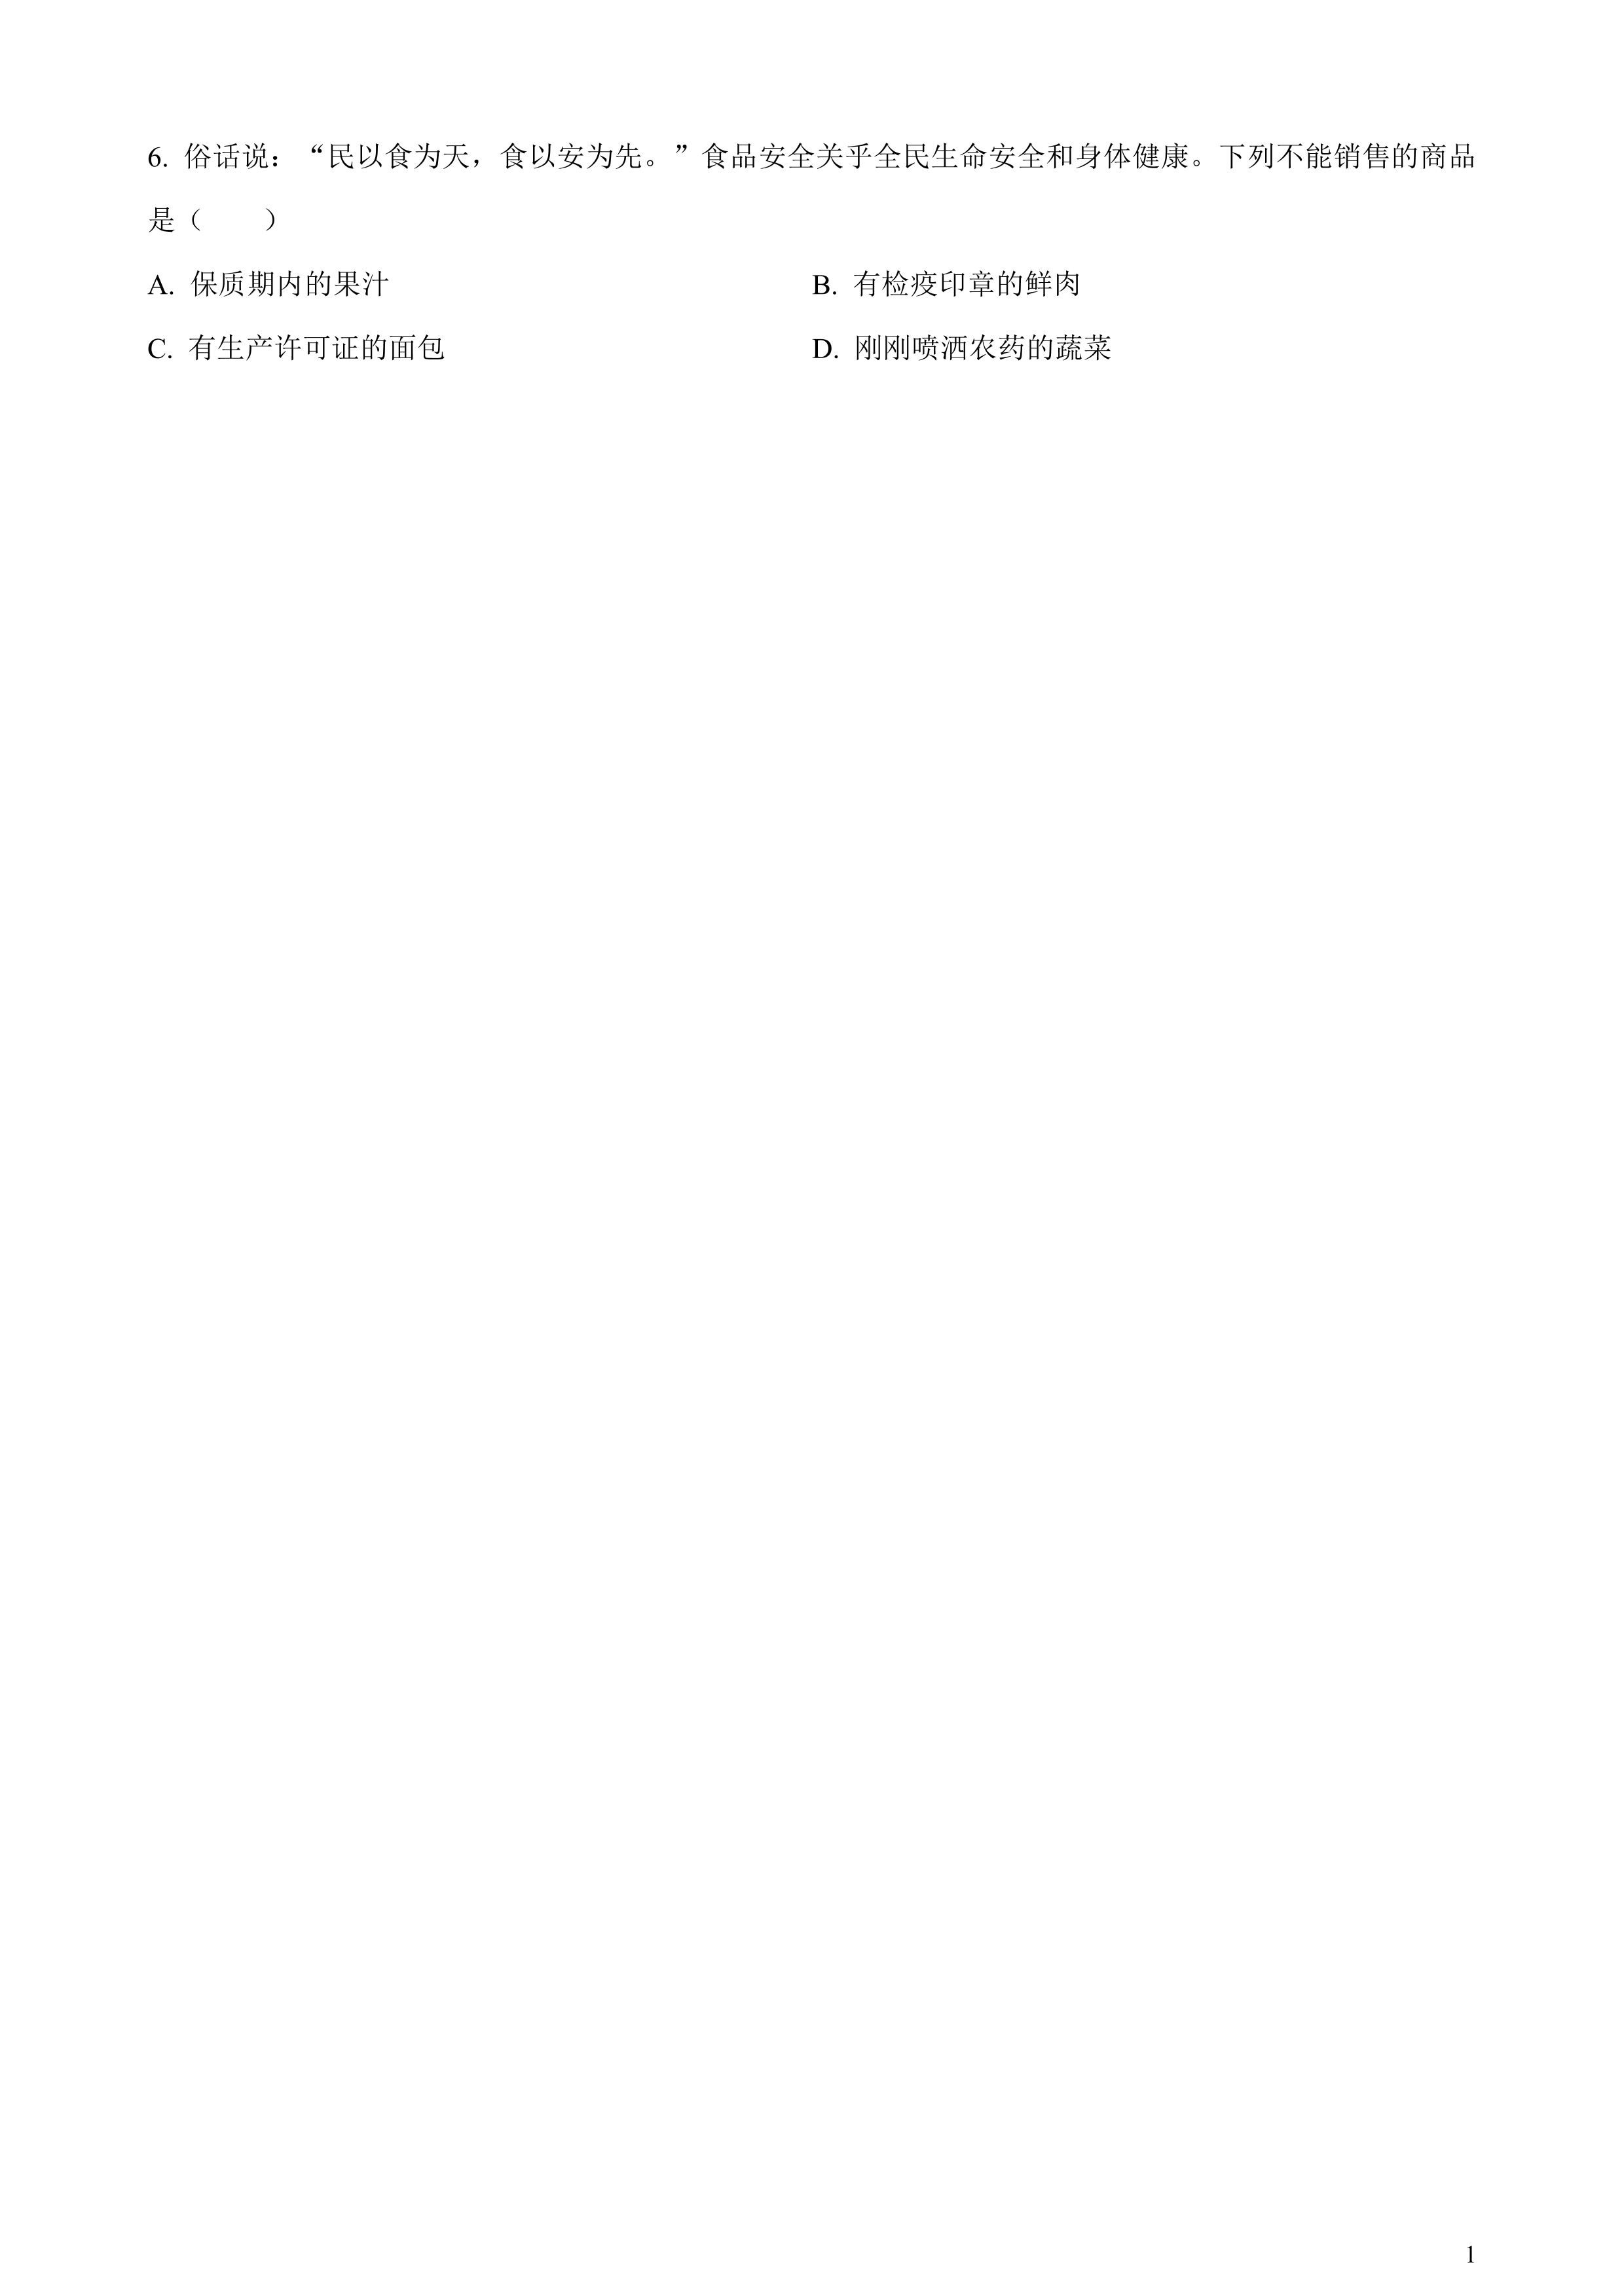 6. 俗话说：“民以食为天，食以安为先。”食品安全关乎全民生命安全和身体健康。下列不能销售的商品
是（　　）
A. 保质期内的果汁　　B. 有检疫印章的鲜肉
C. 有生产许可证的面包　　D. 刚刚喷洒农药的蔬菜
1